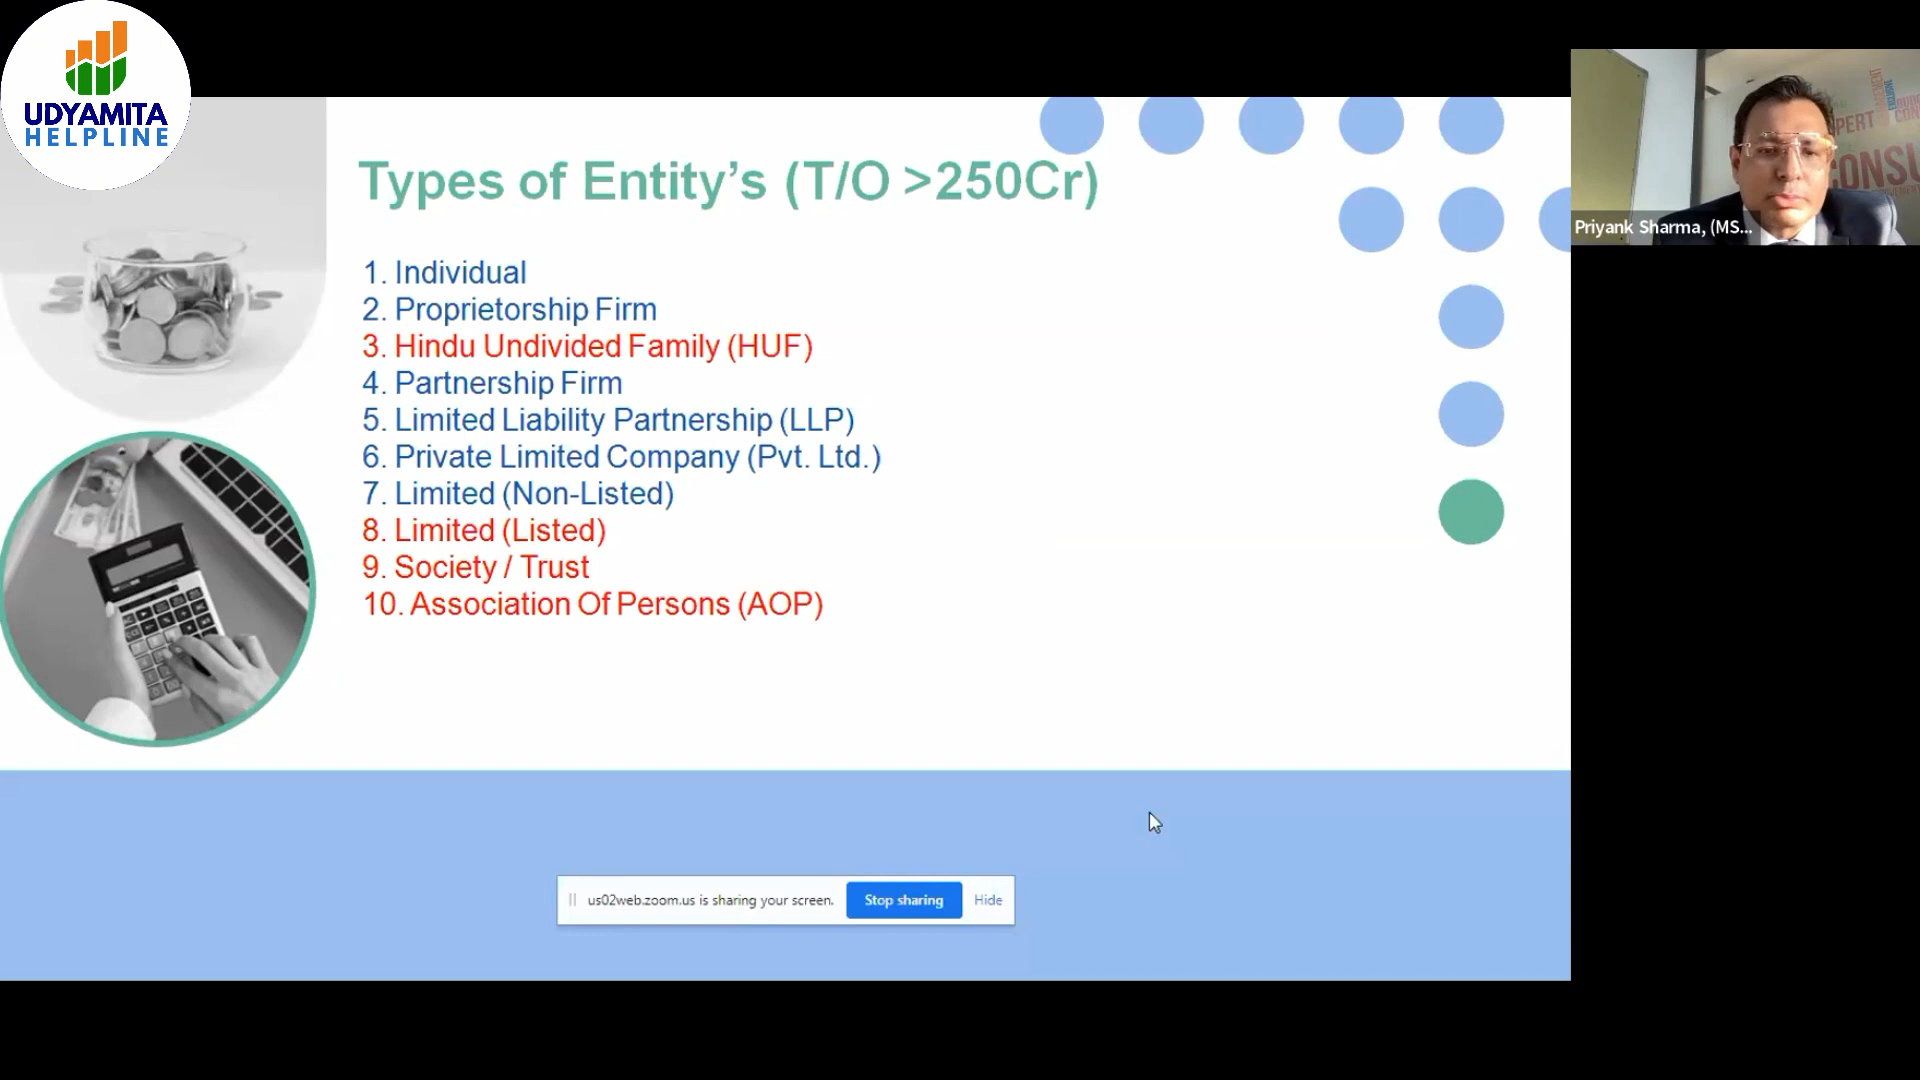 UDYAMITA
HELPLINE
Types of Entity’s (T/O >250Cr)
1. Individual
2. Proprietorship Firm
3. Hindu Undivided Family (HUF)
4. Partnership Firm
5. Limited Liability Partnership (LLP)
6. Private Limited Company (Pvt. Ltd.)
7. Limited (Non-Listed)
8. Limited (Listed)
9. Society / Trust
10. Association Of Persons (AOP)
Priyank Sharma, (MS...
us02web.zoom.us is sharing your screen.
Stop sharing
Hide